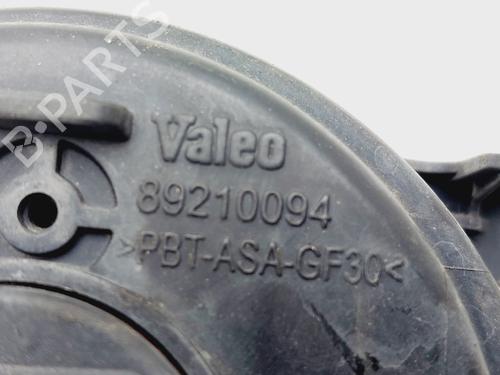 B-PARTS
Valeo
89210094
>PBT-ASA-GF30<